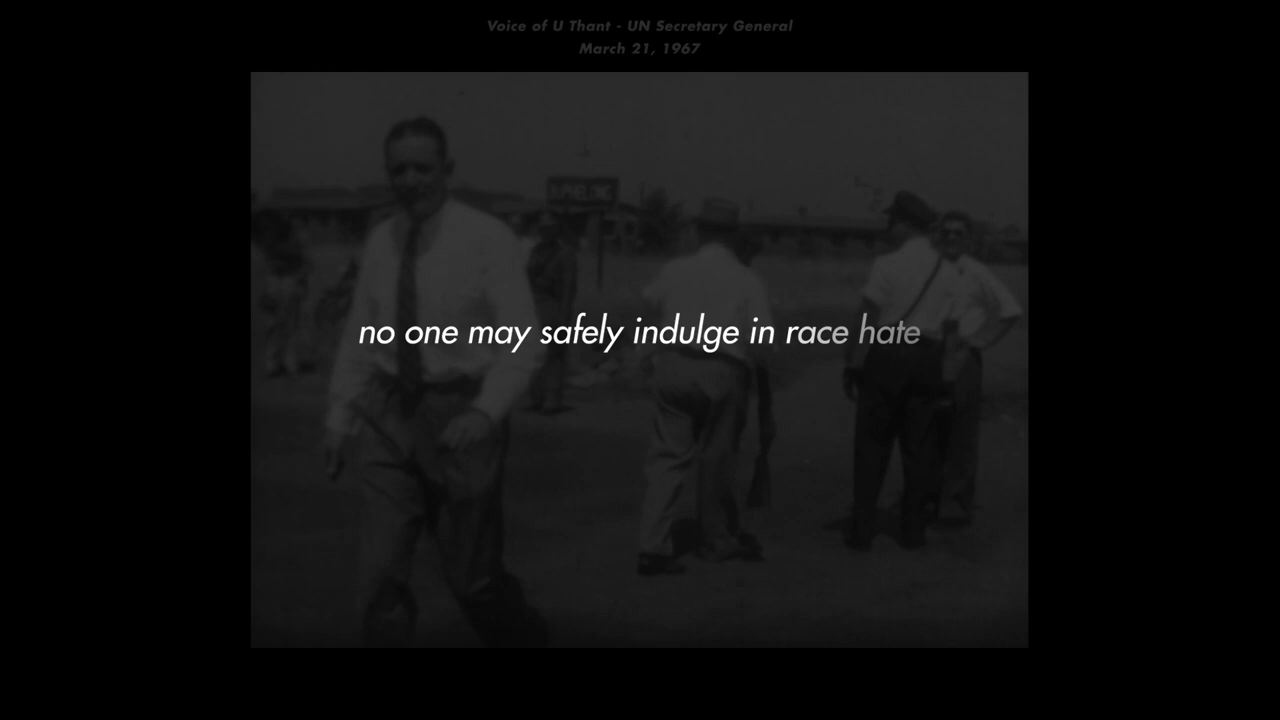 Voice of U Thant - UN Secretary General
March 21, 1967
no one may safely indulge in race hate